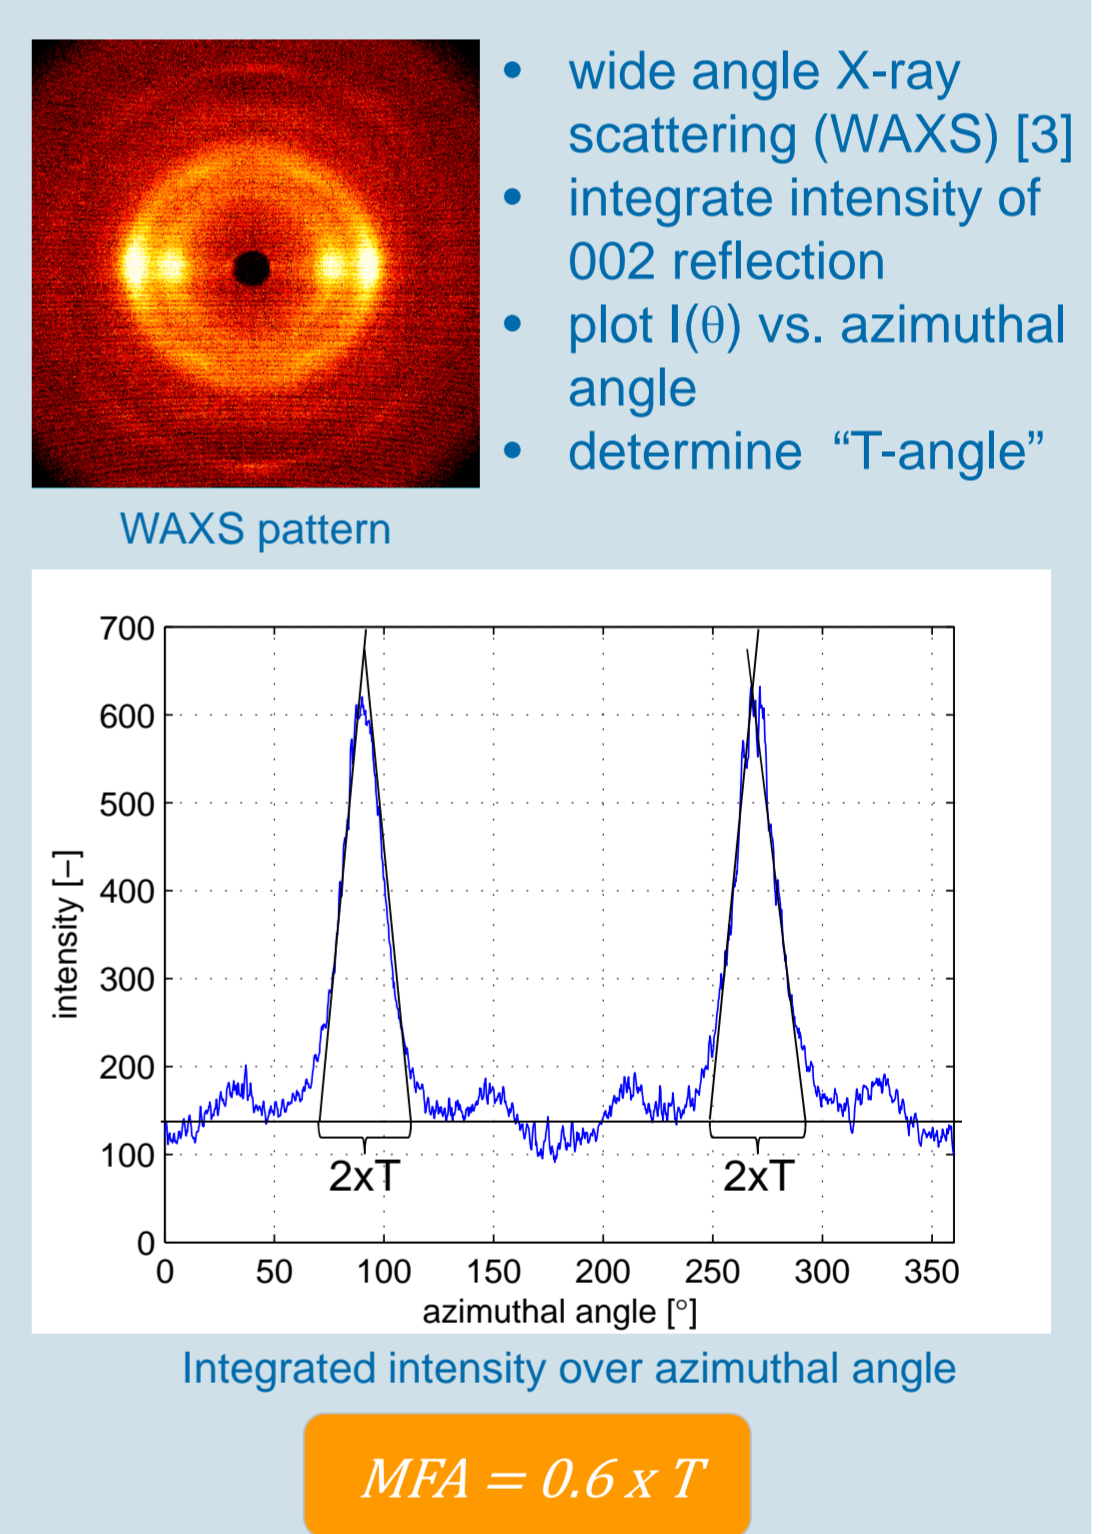 • wide angle X-ray
scattering (WAXS) [3]
• integrate intensity of
002 reflection
• plot I(θ) vs. azimuthal
angle
• determine “T-angle”
WAXS pattern
700
600
500
400
300
200
100
0
intensity [−]
2xT 2xT
0 50 100 150 200 250 300 350
azimuthal angle [°]
Integrated intensity over azimuthal angle
MFA = 0.6 x T